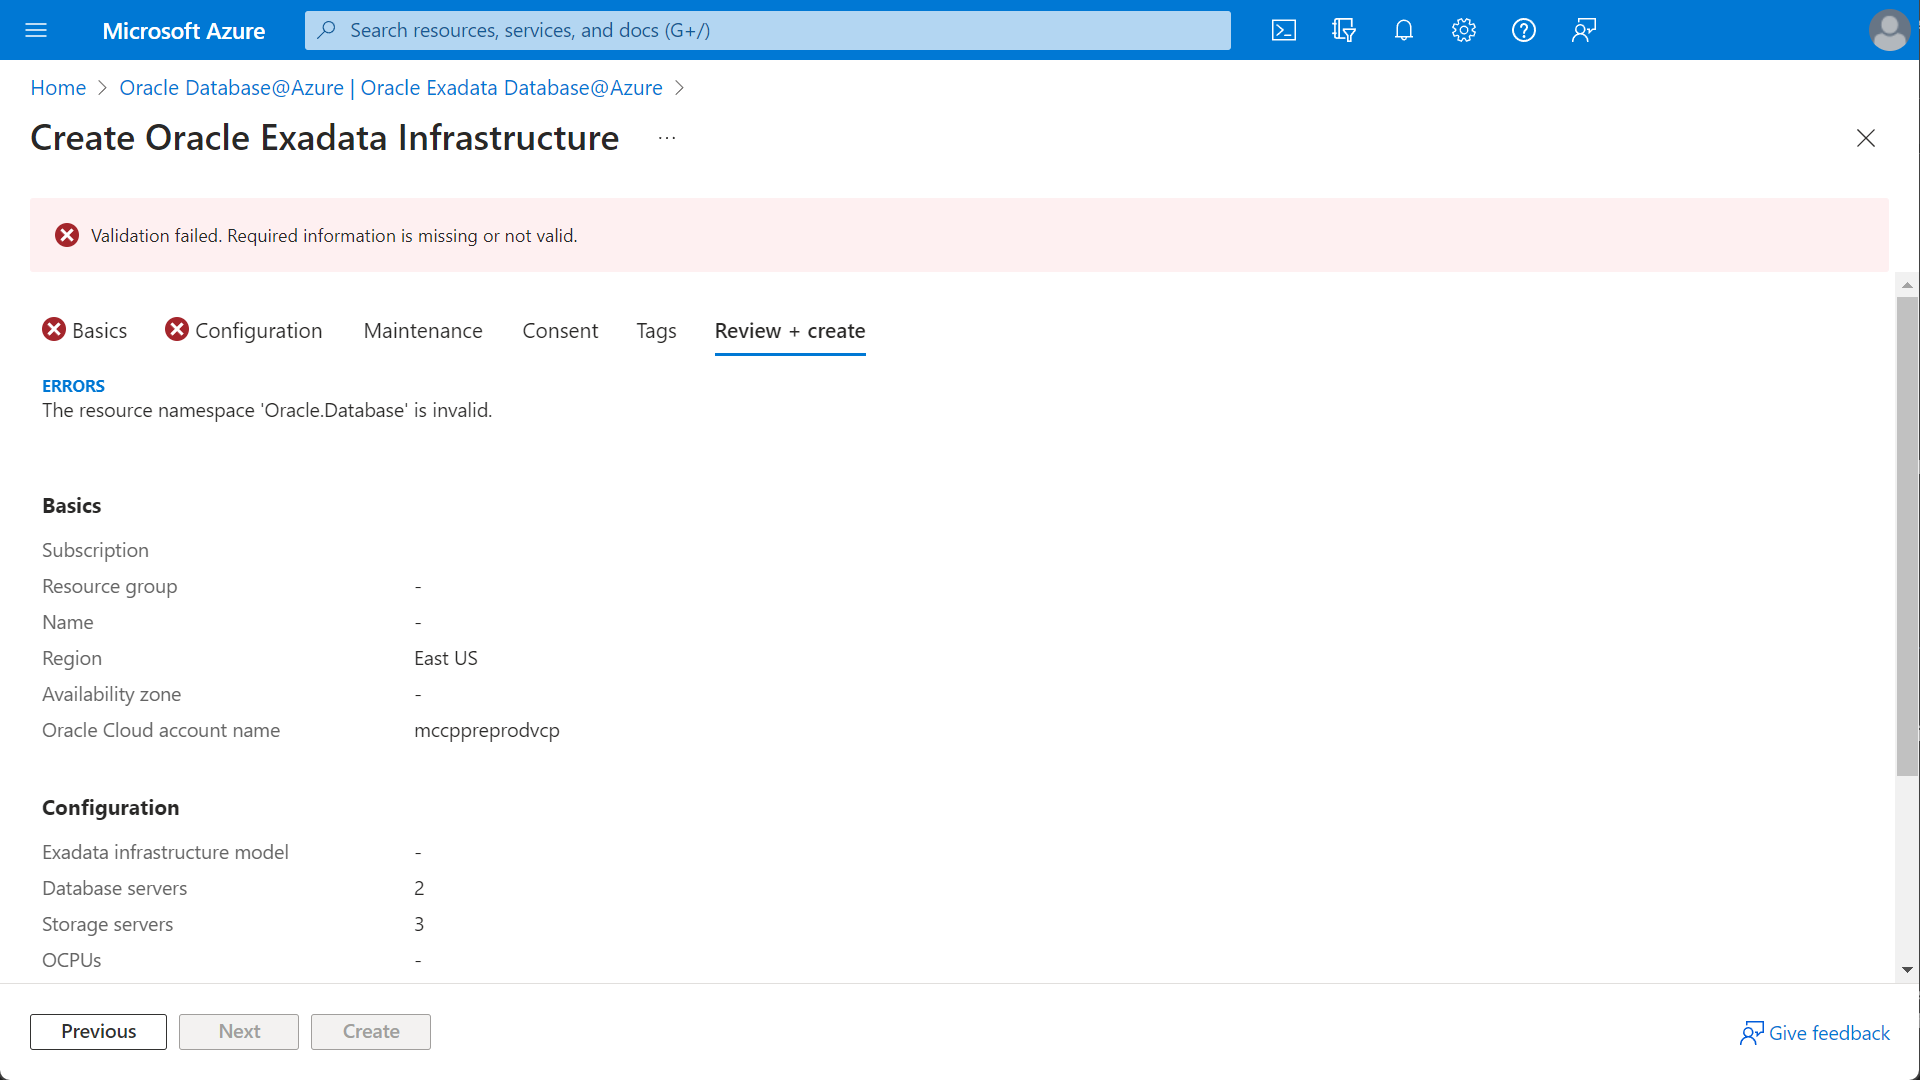 Microsoft Azure
Search resources, services, and docs (G+/)
Home > Oracle Database@Azure | Oracle Exadata Database@Azure >
Create Oracle Exadata Infrastructure ...
Validation failed. Required information is missing or not valid.
Basics Configuration Maintenance Consent Tags Review + create
ERRORS
The resource namespace 'Oracle.Database' is invalid.
Basics
Subscription
Resource group -
Name -
Region East US
Availability zone -
Oracle Cloud account name mccppreprodvcp
Configuration
Exadata infrastructure model -
Database servers 2
Storage servers 3
OCPUs -
Previous Next Create Give feedback